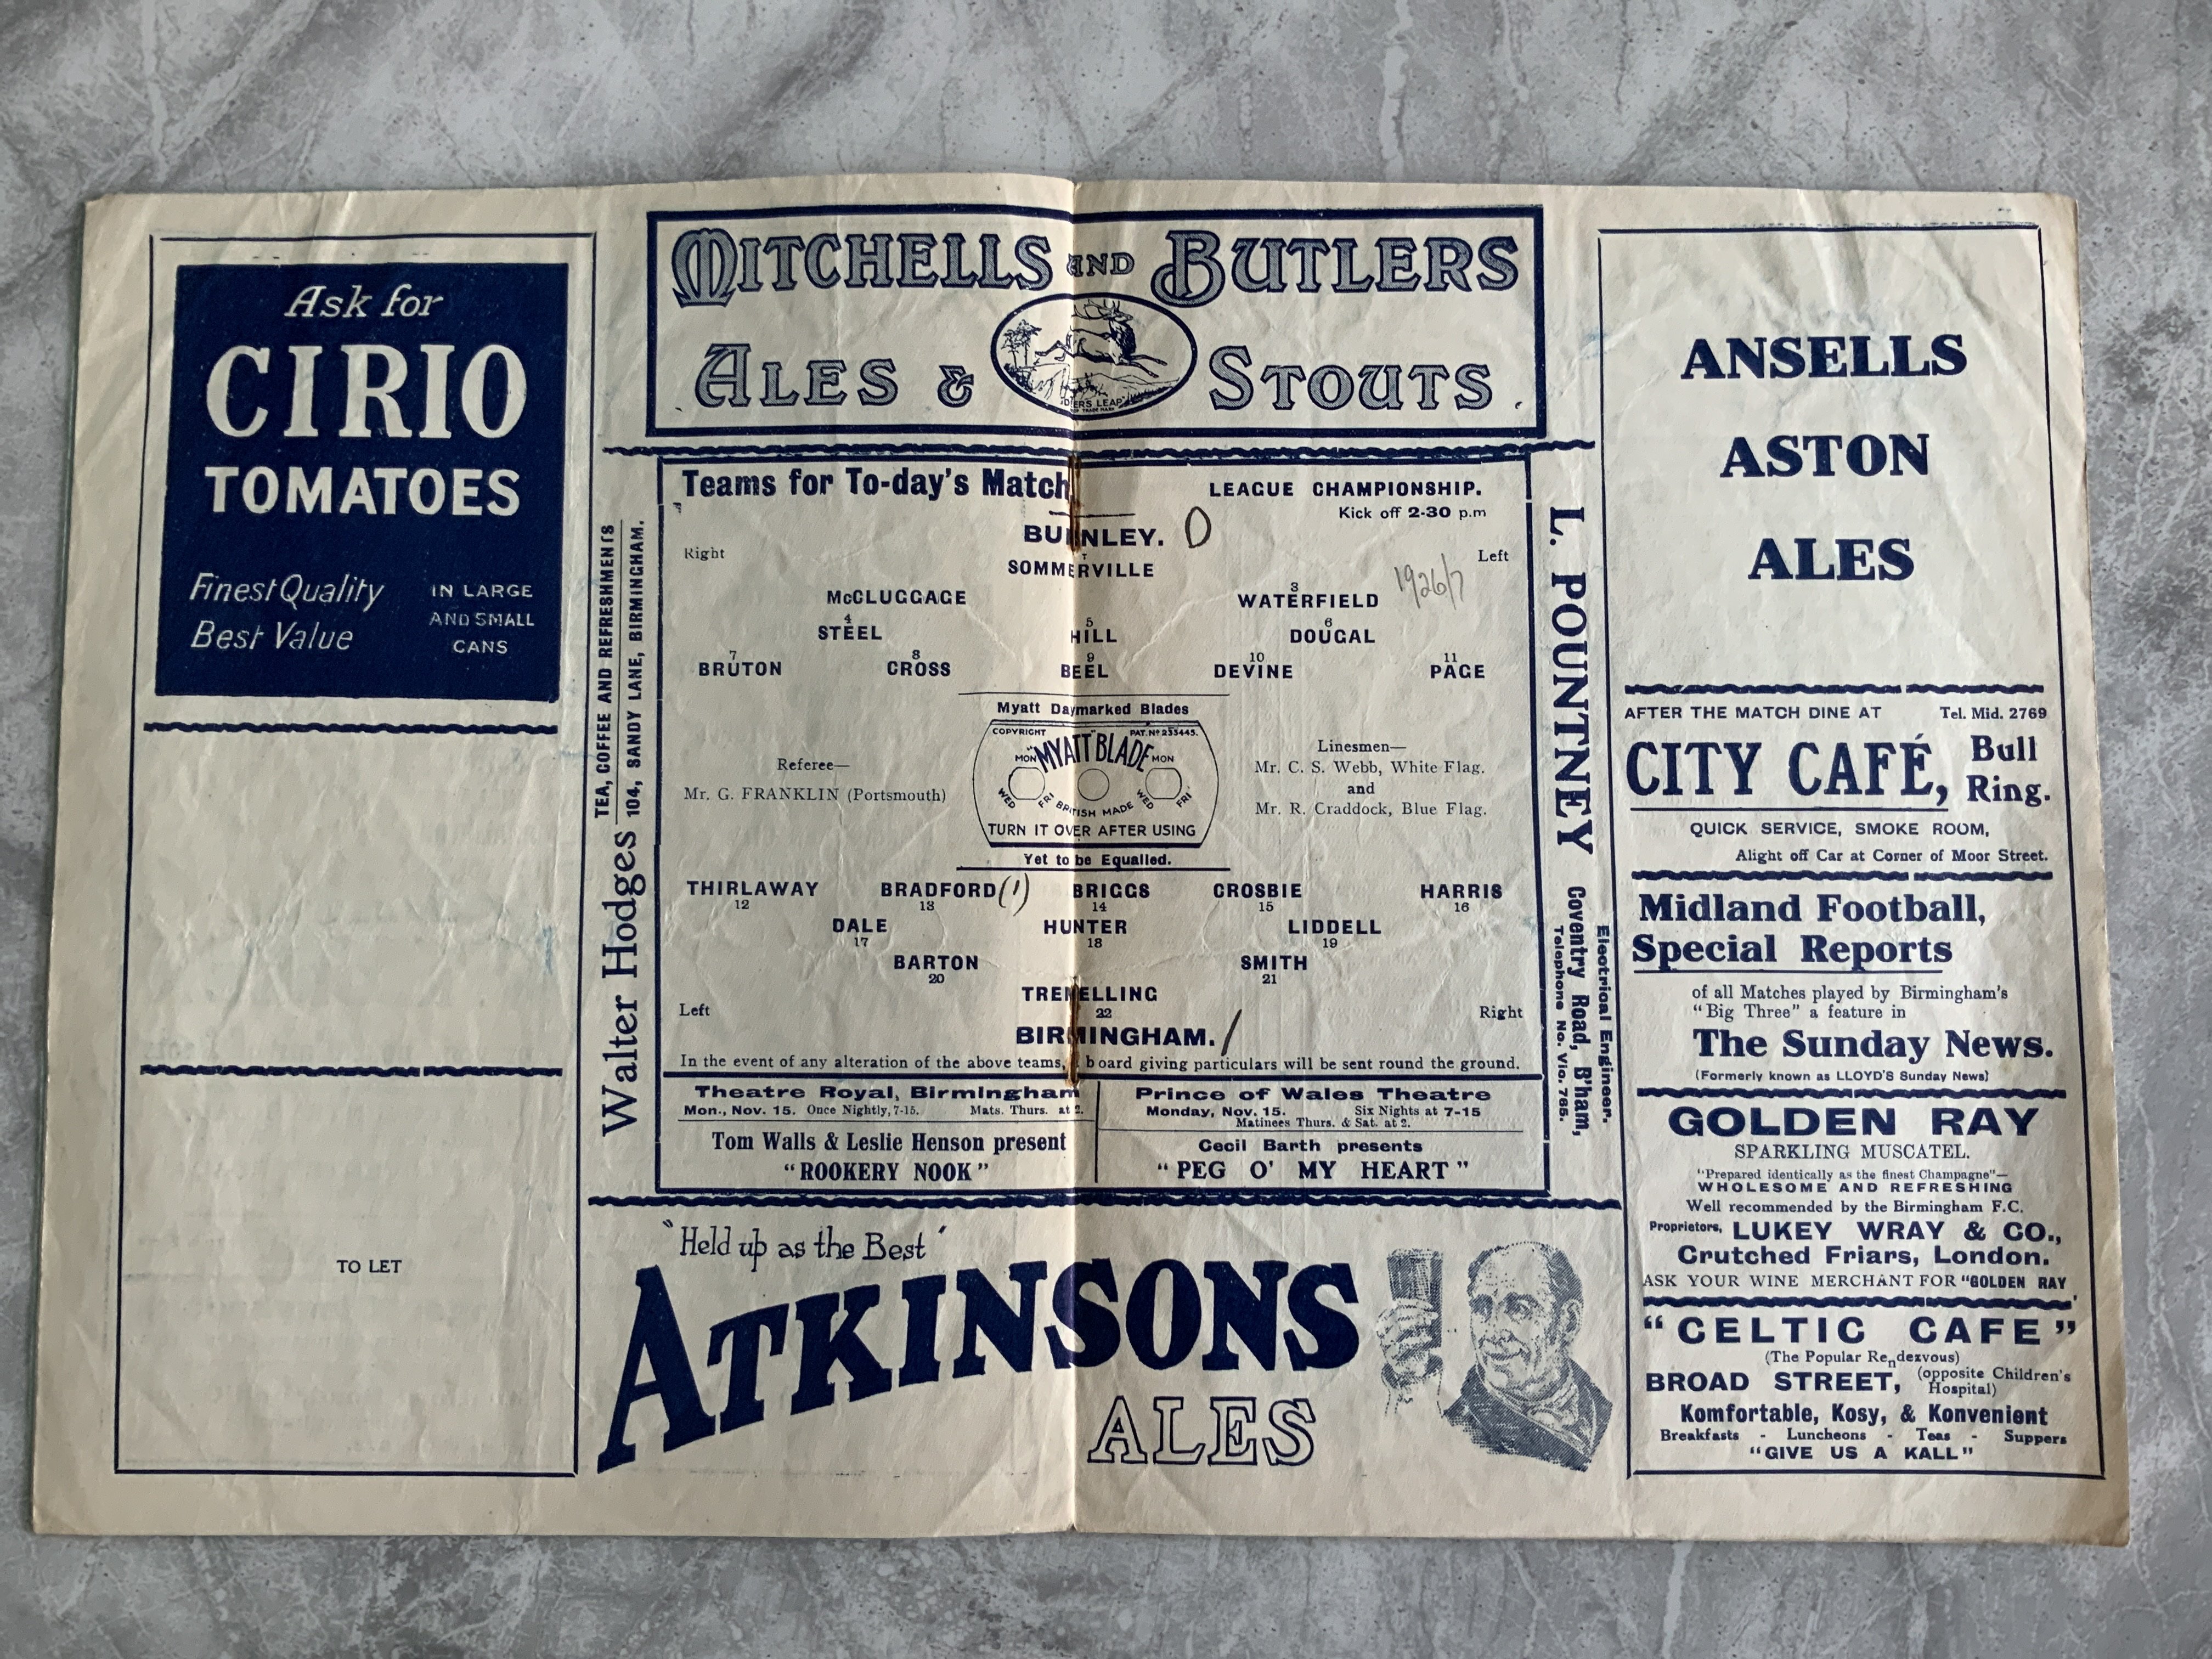 Ask for
CIRIO
TOMATOES
Finest Quality
Best Value
IN LARGE
AND SMALL
CANS
TO LET
Walter Hodges
TEA, COFFEE AND REFRESHMENTS
104, SANDY LANE, BIRMINGHAM.
MITCHELLS AND BUTLERS
ALES & STOUTS
DEERS LEAP
TRADE MARK
Teams for To-day's Match
LEAGUE CHAMPIONSHIP.
Kick off 2-30 p.m
BURNLEY. 0
Right
Left
SOMMERVILLE
1926/7
McCLUGGAGE
3
WATERFIELD
4 5 6
STEEL HILL DOUGAL
7 8 9 10 11
BRUTON CROSS BEEL DEVINE PAGE
Myatt Daymarked Blades
COPYRIGHT PAT. No 235445.
MYATT BLADE
MON MON
WED FRI BRITISH MADE WED FRI
TURN IT OVER AFTER USING
Yet to be Equalled.
Referee—
Mr. G. FRANKLIN (Portsmouth)
Linesmen—
Mr. C. S. Webb, White Flag.
and
Mr. R. Craddock, Blue Flag.
THIRLAWAY BRADFORD (1) BRIGGS CROSBIE HARRIS
12 13 14 15 16
DALE HUNTER LIDDELL
17 18 19
BARTON SMITH
20 21
TREMELLING
22
Left
Right
BIRMINGHAM. 1
In the event of any alteration of the above teams, board giving particulars will be sent round the ground.
Theatre Royal, Birmingham
Mon., Nov. 15. Once Nightly, 7-15. Mats. Thurs. at 2.
Tom Walls & Leslie Henson present
"ROOKERY NOOK"
Prince of Wales Theatre
Monday, Nov. 15. Six Nights at 7-15
Matinees Thurs. & Sat. at 2.
Cecil Barth presents
"PEG O' MY HEART"
"Held up as the Best"
ATKINSONS
ALES
L. POUNTNEY
Electrical Engineer.
Coventry Road, B'ham,
Telephone No. Vic. 765.
ANSELLS
ASTON
ALES
AFTER THE MATCH DINE AT Tel. Mid. 2769
CITY CAFÉ, Bull Ring.
QUICK SERVICE, SMOKE ROOM,
Alight off Car at Corner of Moor Street.
Midland Football,
Special Reports
of all Matches played by Birmingham's
"Big Three" a feature in
The Sunday News.
(Formerly known as LLOYD'S Sunday News)
GOLDEN RAY
SPARKLING MUSCATEL.
"Prepared identically as the finest Champagne"—
WHOLESOME AND REFRESHING
Well recommended by the Birmingham F.C.
Proprietors, LUKEY WRAY & CO.,
Crutched Friars, London.
ASK YOUR WINE MERCHANT FOR "GOLDEN RAY
"CELTIC CAFE"
(The Popular Rendezvous)
BROAD STREET, (opposite Children's Hospital)
Komfortable, Kosy, & Konvenient
Breakfasts - Luncheons - Teas - Suppers
"GIVE US A KALL"